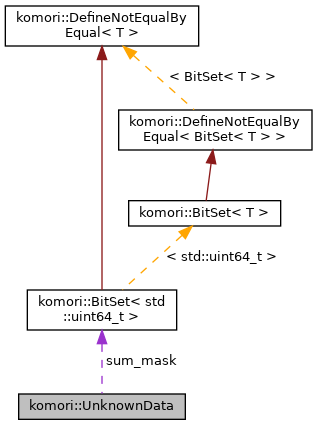 komori::DefineNotEqualBy
Equal< T >
< BitSet< T > >
komori::DefineNotEqualBy
Equal< BitSet< T > >
komori::BitSet< T >
< std::uint64_t >
komori::BitSet< std
::uint64_t >
sum_mask
komori::UnknownData